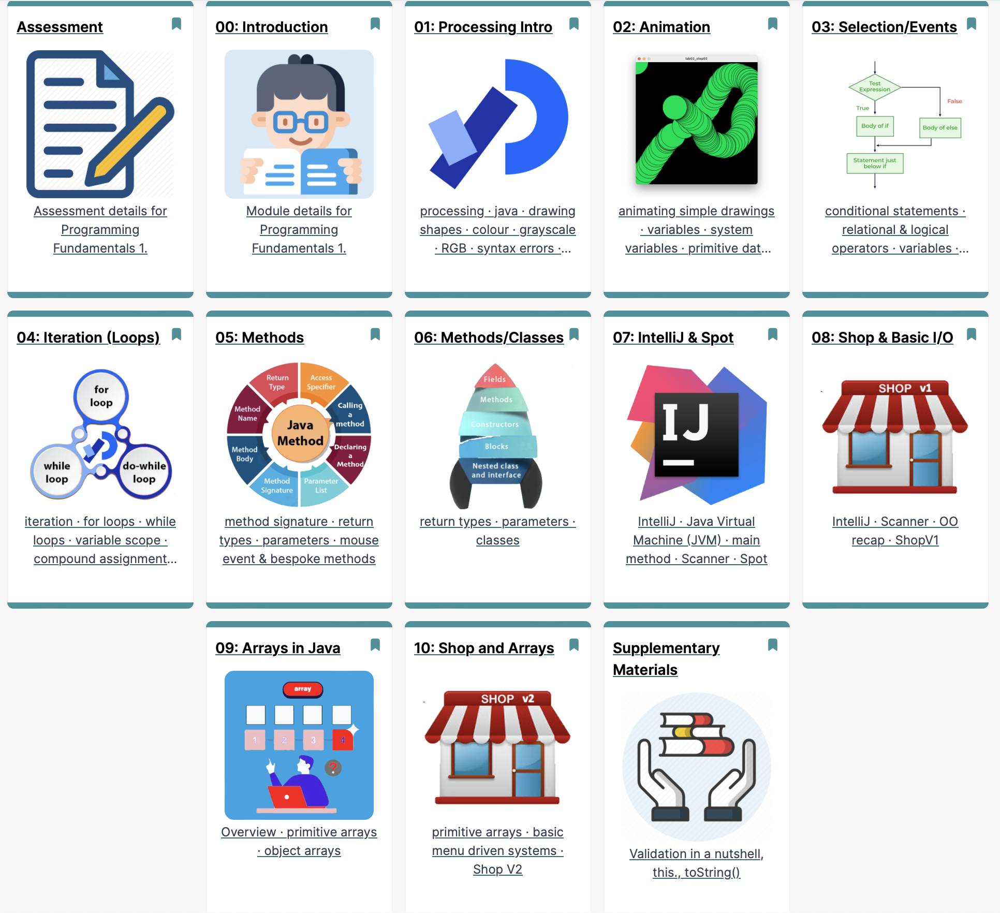 Assessment
Assessment details for
Programming
Fundamentals 1.
00: Introduction
Module details for
Programming
Fundamentals 1.
01: Processing Intro
processing · java · drawing
shapes · colour · grayscale
· RGB · syntax errors ·...
02: Animation
lab02_step02
animating simple drawings
· variables · system
variables · primitive dat...
03: Selection/Events
Test
Expression
True
False
Body of if
Body of else
Statement just
below if
conditional statements ·
relational & logical
operators · variables ·...
04: Iteration (Loops)
for
loop
while
loop
do-while
loop
iteration · for loops · while
loops · variable scope ·
compound assignment...
05: Methods
Return
Type
Access
Specifier
Method
Name
Calling
a
method
Java
Method
Method
Body
Declaring
a
Method
Method
Signature
Parameter
List
method signature · return
types · parameters · mouse
event & bespoke methods
06: Methods/Classes
Fields
Methods
Constructors
Blocks
Nested class
and interface
return types · parameters ·
classes
07: IntelliJ & Spot
IJ
IntelliJ · Java Virtual
Machine (JVM) · main
method · Scanner · Spot
08: Shop & Basic I/O
SHOP v1
IntelliJ · Scanner · OO
recap · ShopV1
09: Arrays in Java
array
1 2 3 4
?
Overview · primitive arrays
· object arrays
10: Shop and Arrays
SHOP v2
primitive arrays · basic
menu driven systems ·
Shop V2
Supplementary
Materials
Validation in a nutshell,
this., toString()